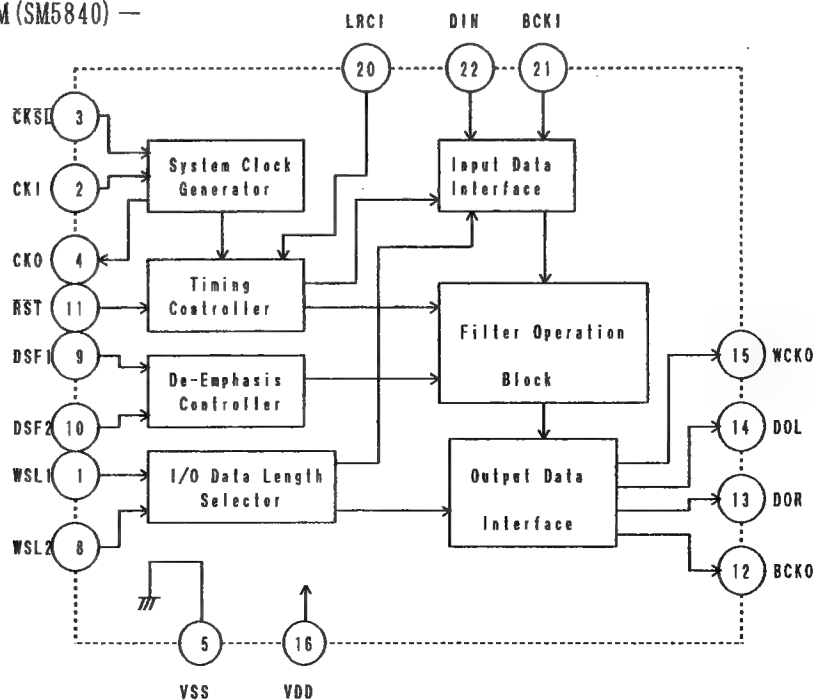 M(SM5840) —
LRCI DIN BCKI
20 22 21
CKSL 3
System Clock
Generator
Input Data
Interface
CKI 2
CKO 4
Timing
Controller
RST 11
Filter Operation
Block
DSF1 9
De-Emphasis
Controller
15 WCKO
DSF2 10
14 DOL
WSL1 1
I/O Data Length
Selector
Output Data
Interface
13 DOR
WSL2 8
12 BCKO
5 16
VSS VDD